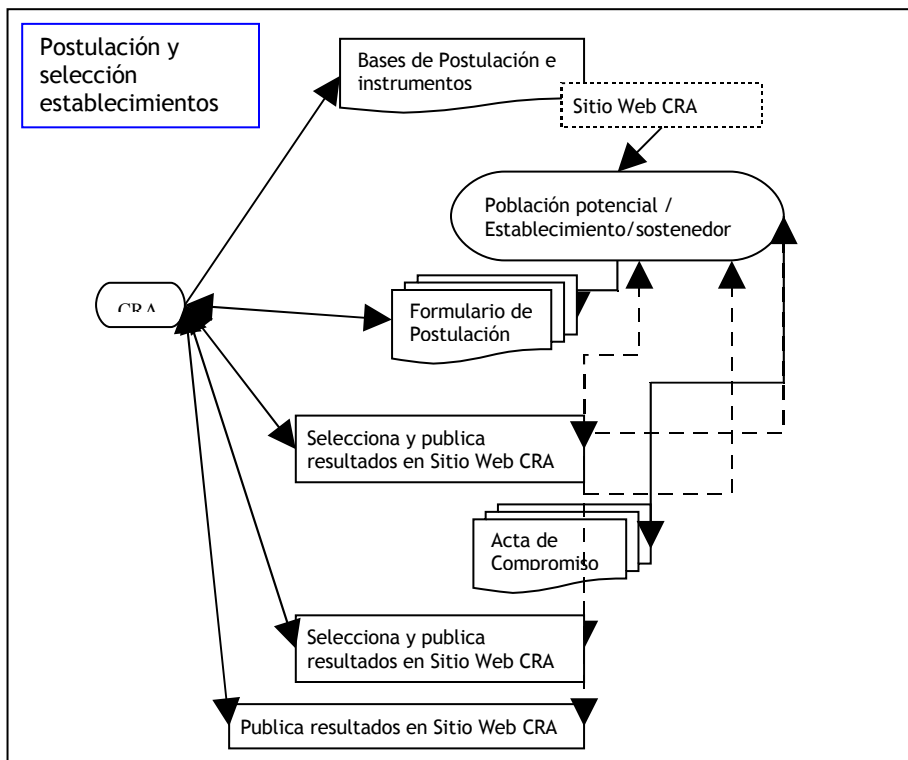 Postulación y
selección
establecimientos
Bases de Postulación e
instrumentos
Sitio Web CRA
Población potencial /
Establecimiento/sostenedor
CRA
Formulario de
Postulación
Selecciona y publica
resultados en Sitio Web CRA
Acta de
Compromiso
Selecciona y publica
resultados en Sitio Web CRA
Publica resultados en Sitio Web CRA